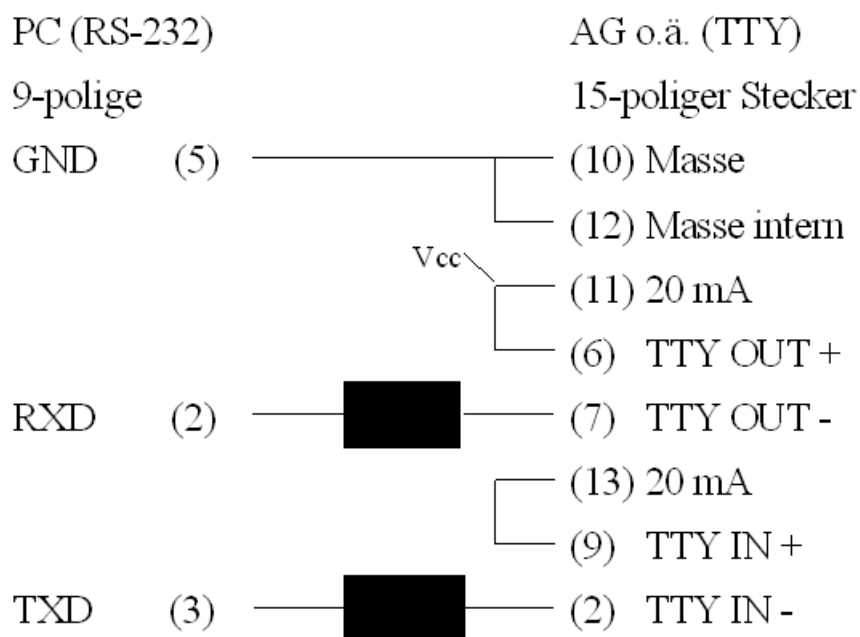 PC (RS-232) AG o.ä. (TTY)
9-polige 15-poliger Stecker
GND (5) (10) Masse
(12) Masse intern
Vcc
(11) 20 mA
(6) TTY OUT +
RXD (2) (7) TTY OUT -
(13) 20 mA
(9) TTY IN +
TXD (3) (2) TTY IN -